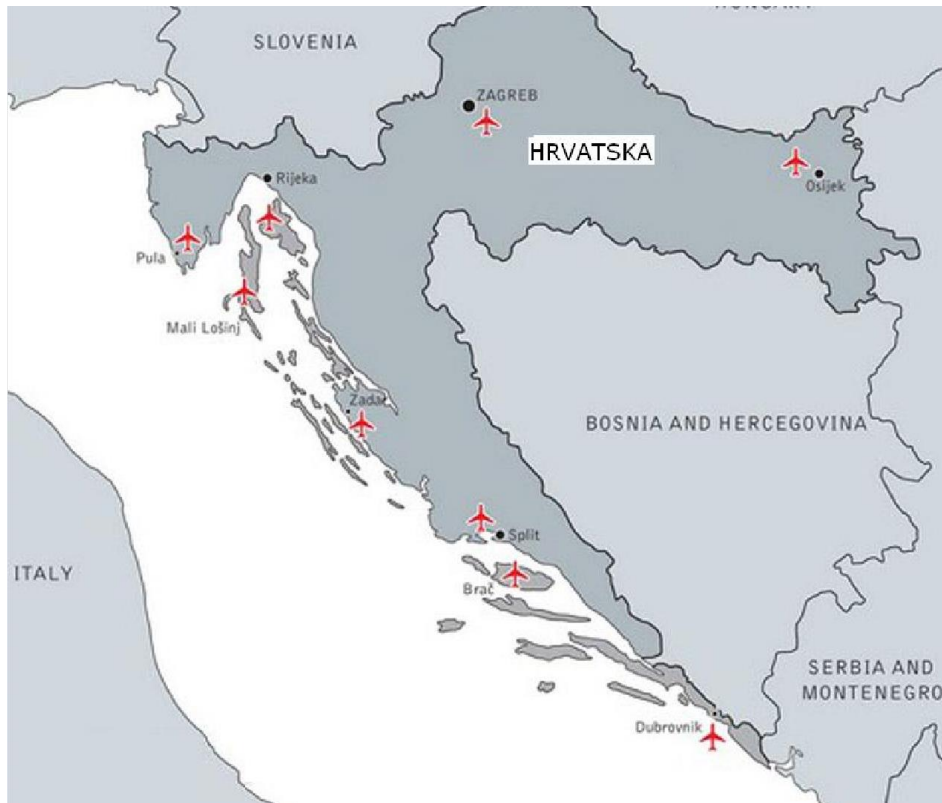 SLOVENIA
ZAGREB
HRVATSKA
Rijeka
Osijek
Pula
Mali Lošinj
Zadar
BOSNIA AND HERCEGOVINA
Split
ITALY
Brač
SERBIA AND
MONTENEGRO
Dubrovnik